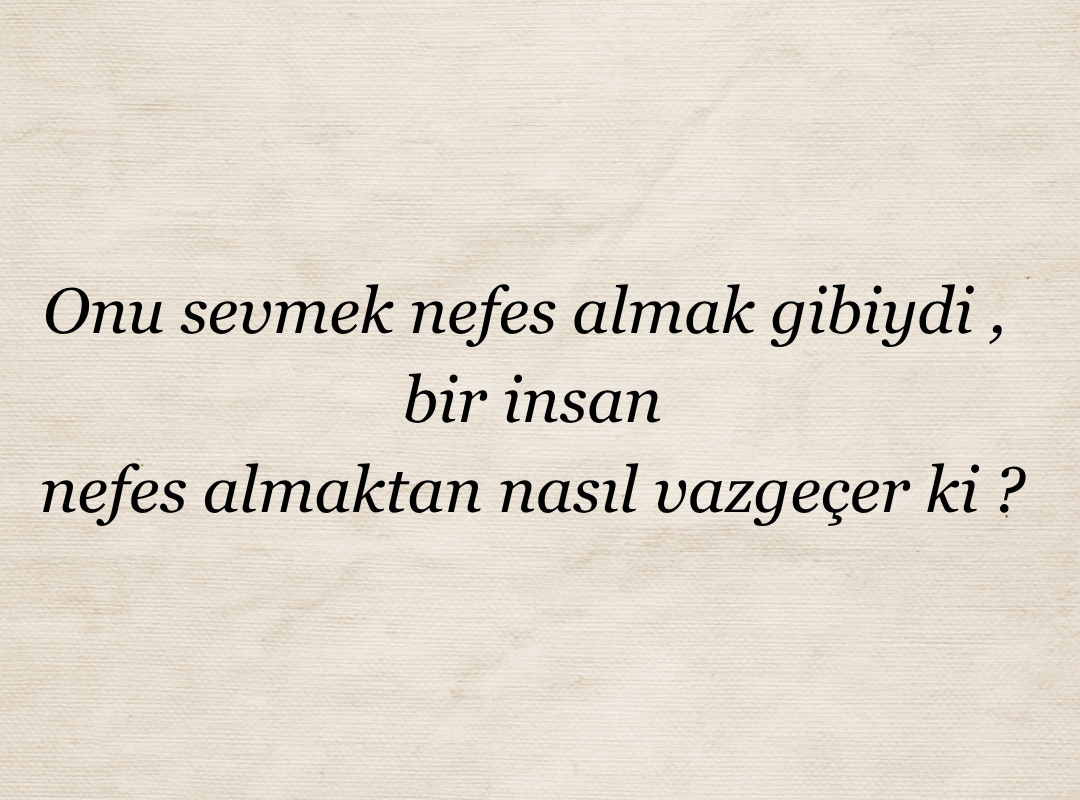 Onu sevmek nefes almak gibiydi ,
bir insan
nefes almaktan nasıl vazgeçer ki ?